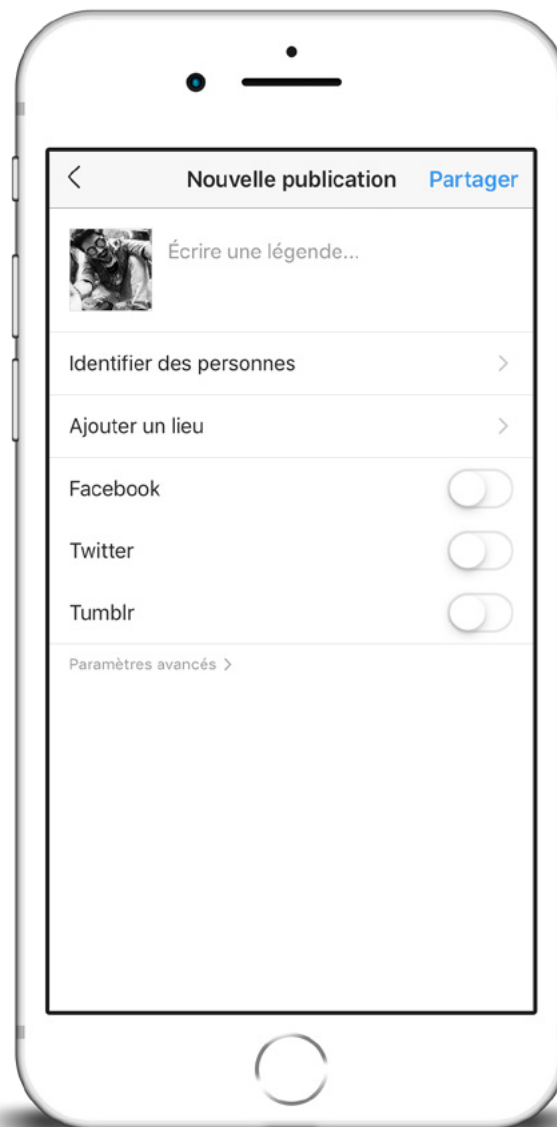 Nouvelle publication Partager
Écrire une légende...
Identifier des personnes
Ajouter un lieu
Facebook
Twitter
Tumblr
Paramètres avancés